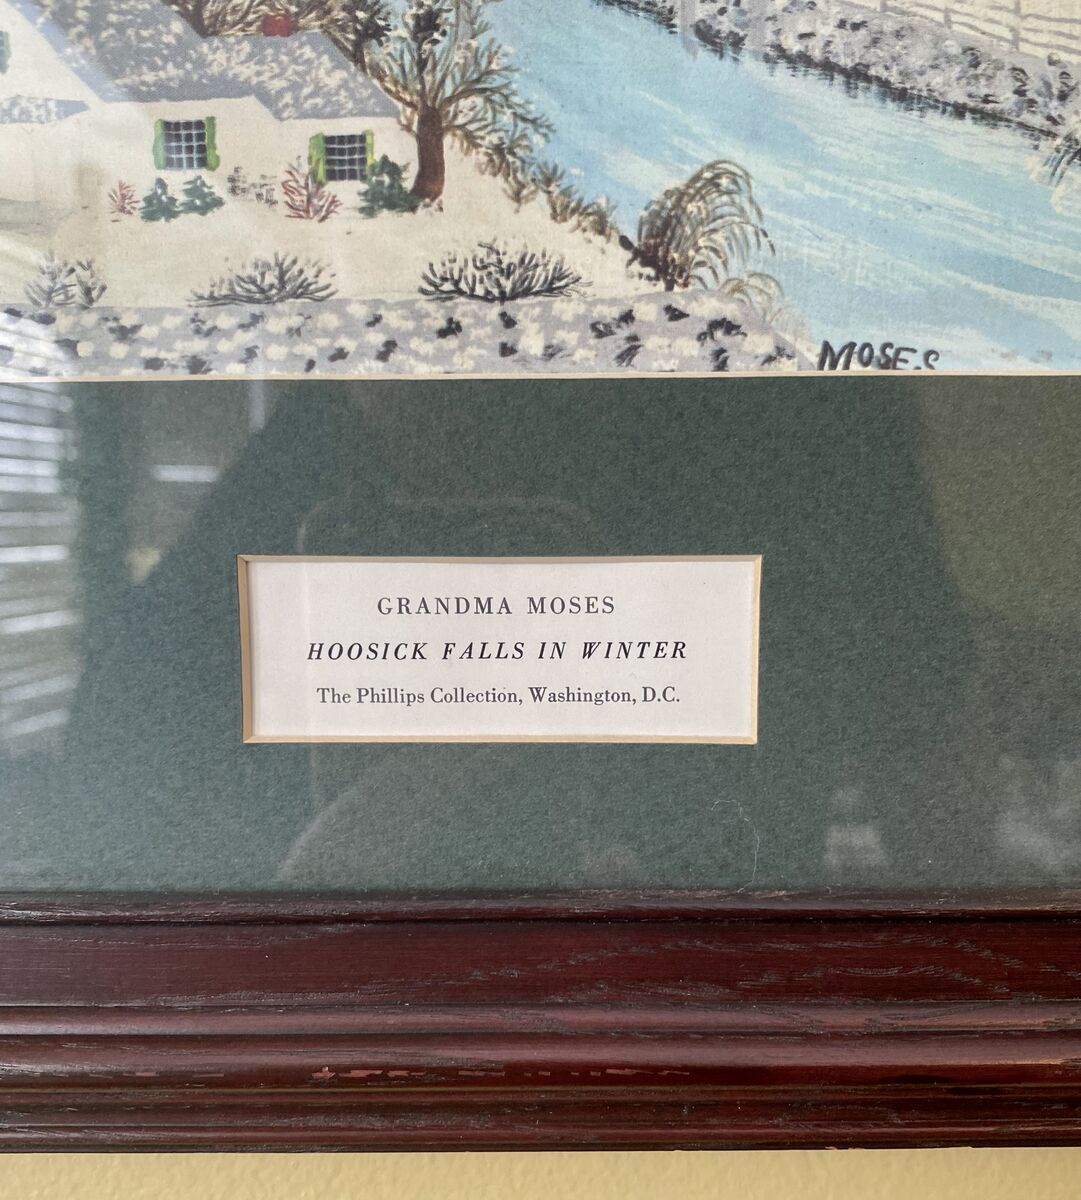 MOSES
GRANDMA MOSES
HOOSICK FALLS IN WINTER
The Phillips Collection, Washington, D.C.